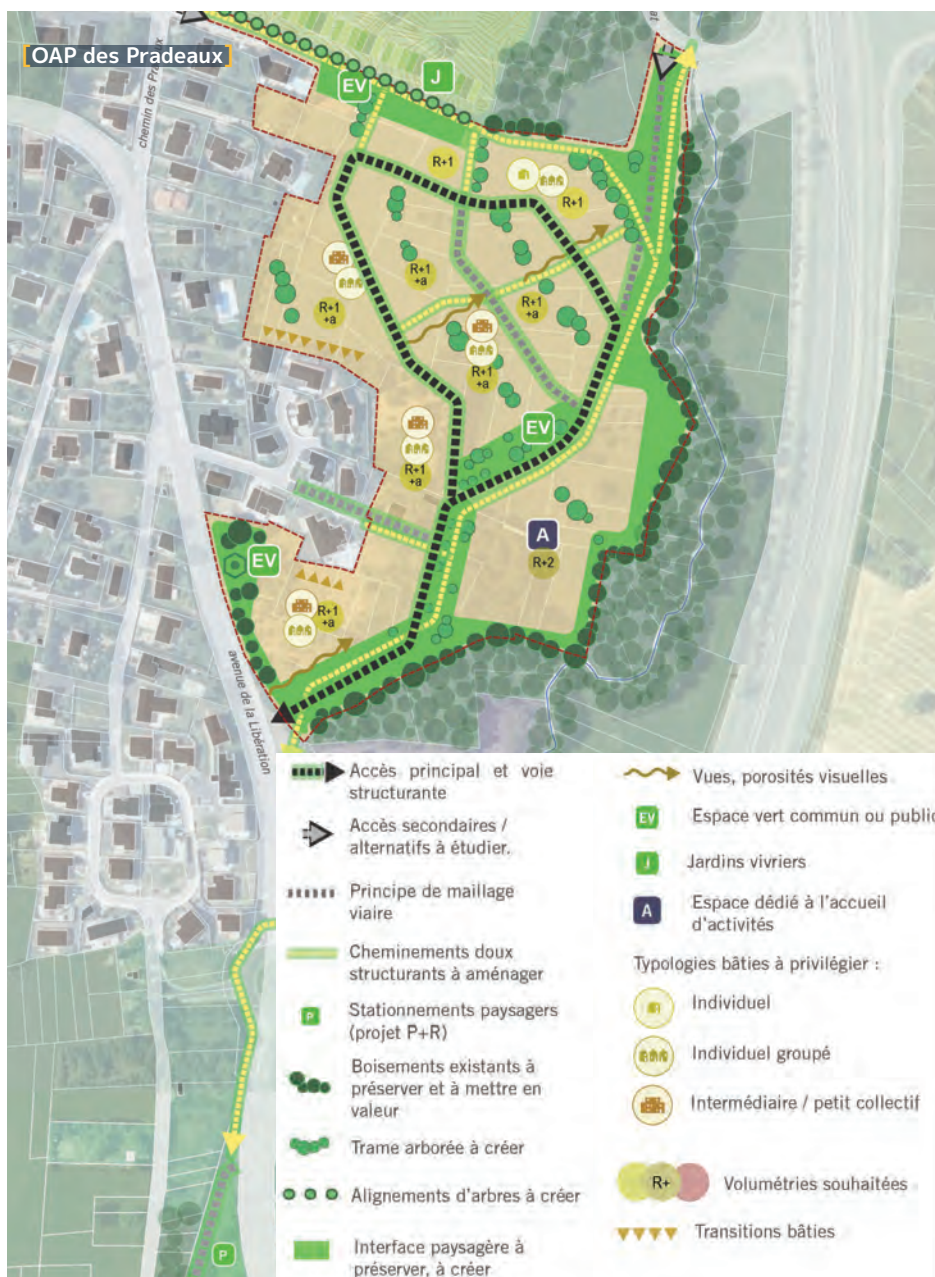 [OAP des Pradeaux]
chemin des Pra
EV
J
R+1
R+1
R+1
+a
R+1
+a
R+1
+a
R+1
+a
R+1
+a
EV
A
R+2
EV
R+1
+a
avenue de la Libération
Accès principal et voie
structurante
Accès secondaires /
alternatifs à étudier.
Principe de maillage
viaire
Cheminements doux
structurants à aménager
P
Stationnements paysagers
(projet P+R)
Boisements existants à
préserver et à mettre en
valeur
Trame arborée à créer
Alignements d'arbres à créer
Interface paysagère à
préserver, à créer
Vues, porosités visuelles
EV
Espace vert commun ou public
J
Jardins vivriers
A
Espace dédié à l'accueil
d'activités
Typologies bâties à privilégier :
Individuel
Individuel groupé
Intermédiaire / petit collectif
R+
Volumétries souhaitées
Transitions bâties
P